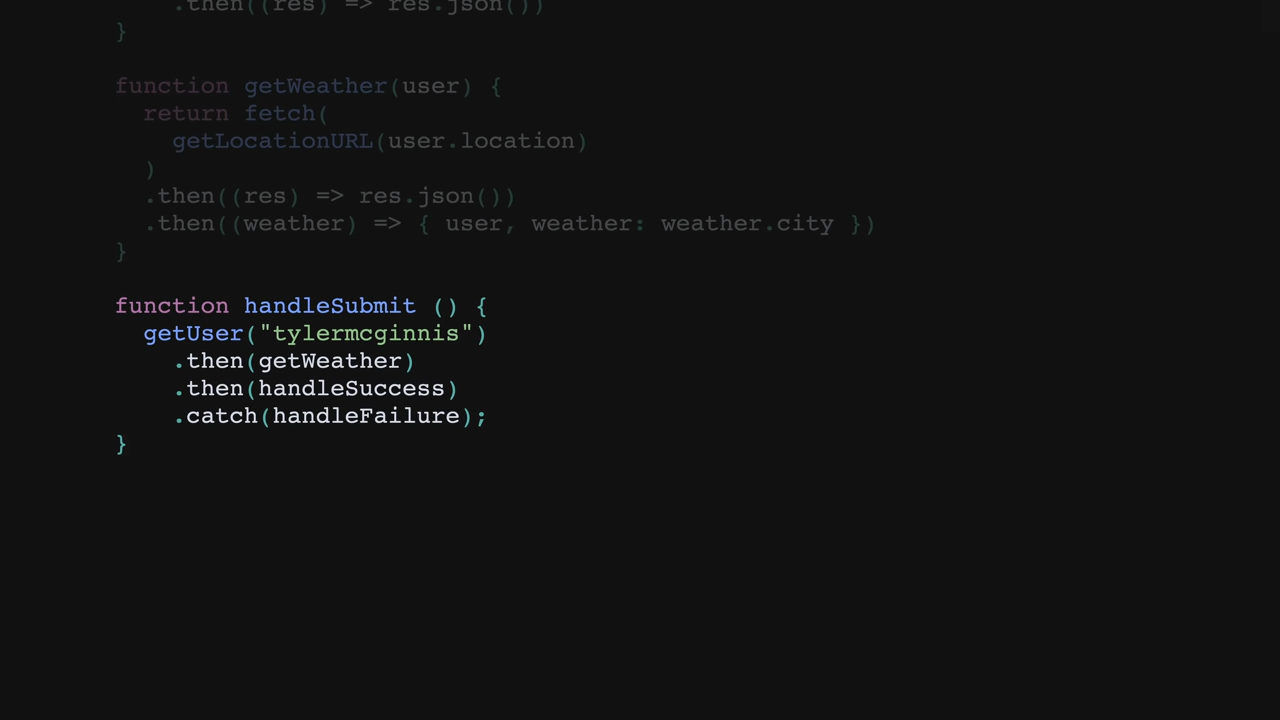 .then((res) => res.json())
}
function getWeather(user) {
return fetch(
getLocationURL(user.location)
)
.then((res) => res.json())
.then((weather) => { user, weather: weather.city })
}
function handleSubmit () {
getUser("tylermcginnis")
.then(getWeather)
.then(handleSuccess)
.catch(handleFailure);
}